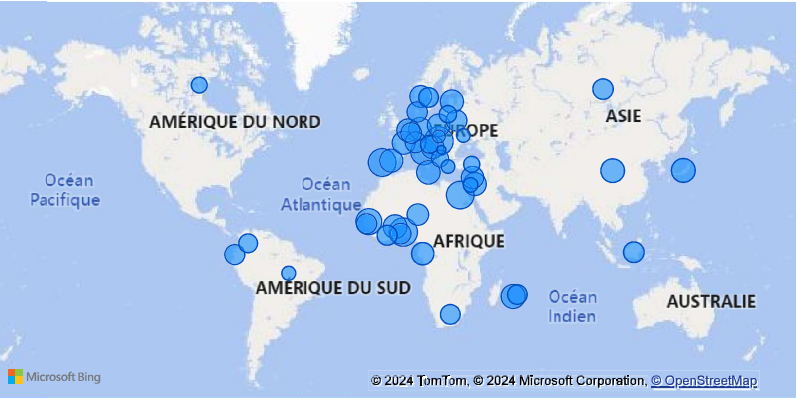 AMÉRIQUE DU NORD
EUROPE
ASIE
Océan
Pacifique
Océan
Atlantique
AFRIQUE
AMÉRIQUE DU SUD
Océan
Indien
AUSTRALIE
Microsoft Bing
© 2024 TomTom, © 2024 Microsoft Corporation, © OpenStreetMap